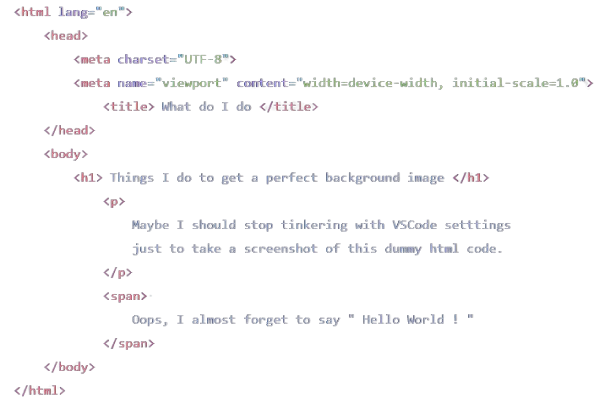 <html lang="en">
<head>
<meta charset="UTF-8">
<meta name="viewport" content="width=device-width, initial-scale=1.0">
<title> What do I do </title>
</head>
<body>
<h1> Things I do to get a perfect background image </h1>
<p>
Maybe I should stop tinkering with VSCode setttings
just to take a screenshot of this dummy html code.
</p>
<span>
Oops, I almost forget to say " Hello World ! "
</span>
</body>
</html>